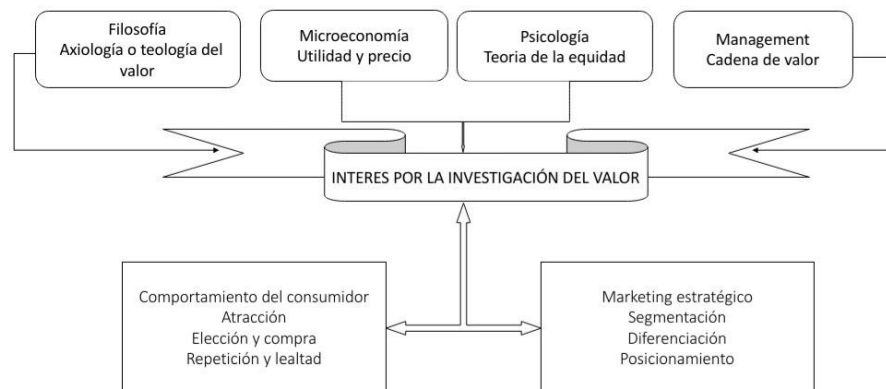 Filosofía
Axiología o teología del
valor
Microeconomía
Utilidad y precio
Psicología
Teoria de la equidad
Management
Cadena de valor
INTERES POR LA INVESTIGACIÓN DEL VALOR
Comportamiento del consumidor
Atracción
Elección y compra
Repetición y lealtad
Marketing estratégico
Segmentación
Diferenciación
Posicionamiento